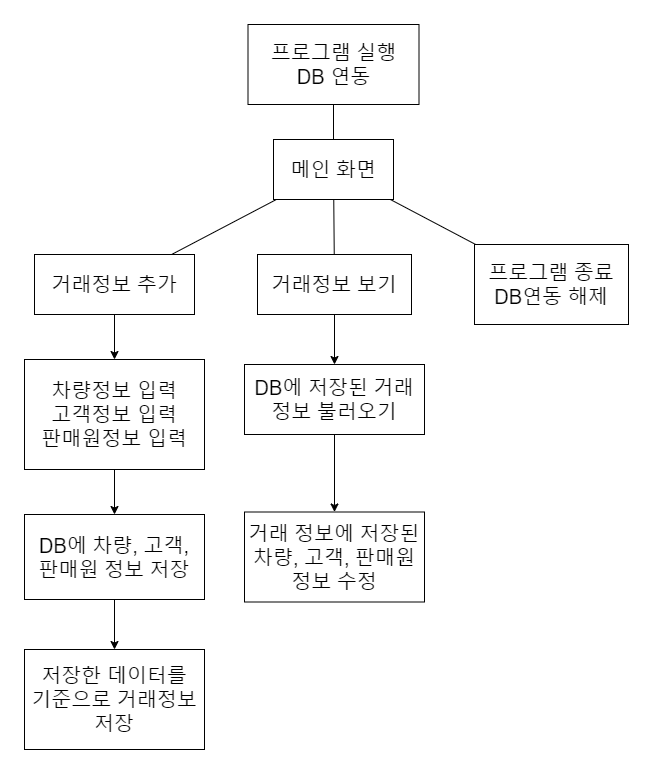 프로그램 실행
DB 연동
메인 화면
거래정보 추가
거래정보 보기
프로그램 종료
DB연동 해제
차량정보 입력
고객정보 입력
판매원정보 입력
DB에 저장된 거래
정보 불러오기
DB에 차량, 고객,
판매원 정보 저장
거래 정보에 저장된
차량, 고객, 판매원
정보 수정
저장한 데이터를
기준으로 거래정보
저장